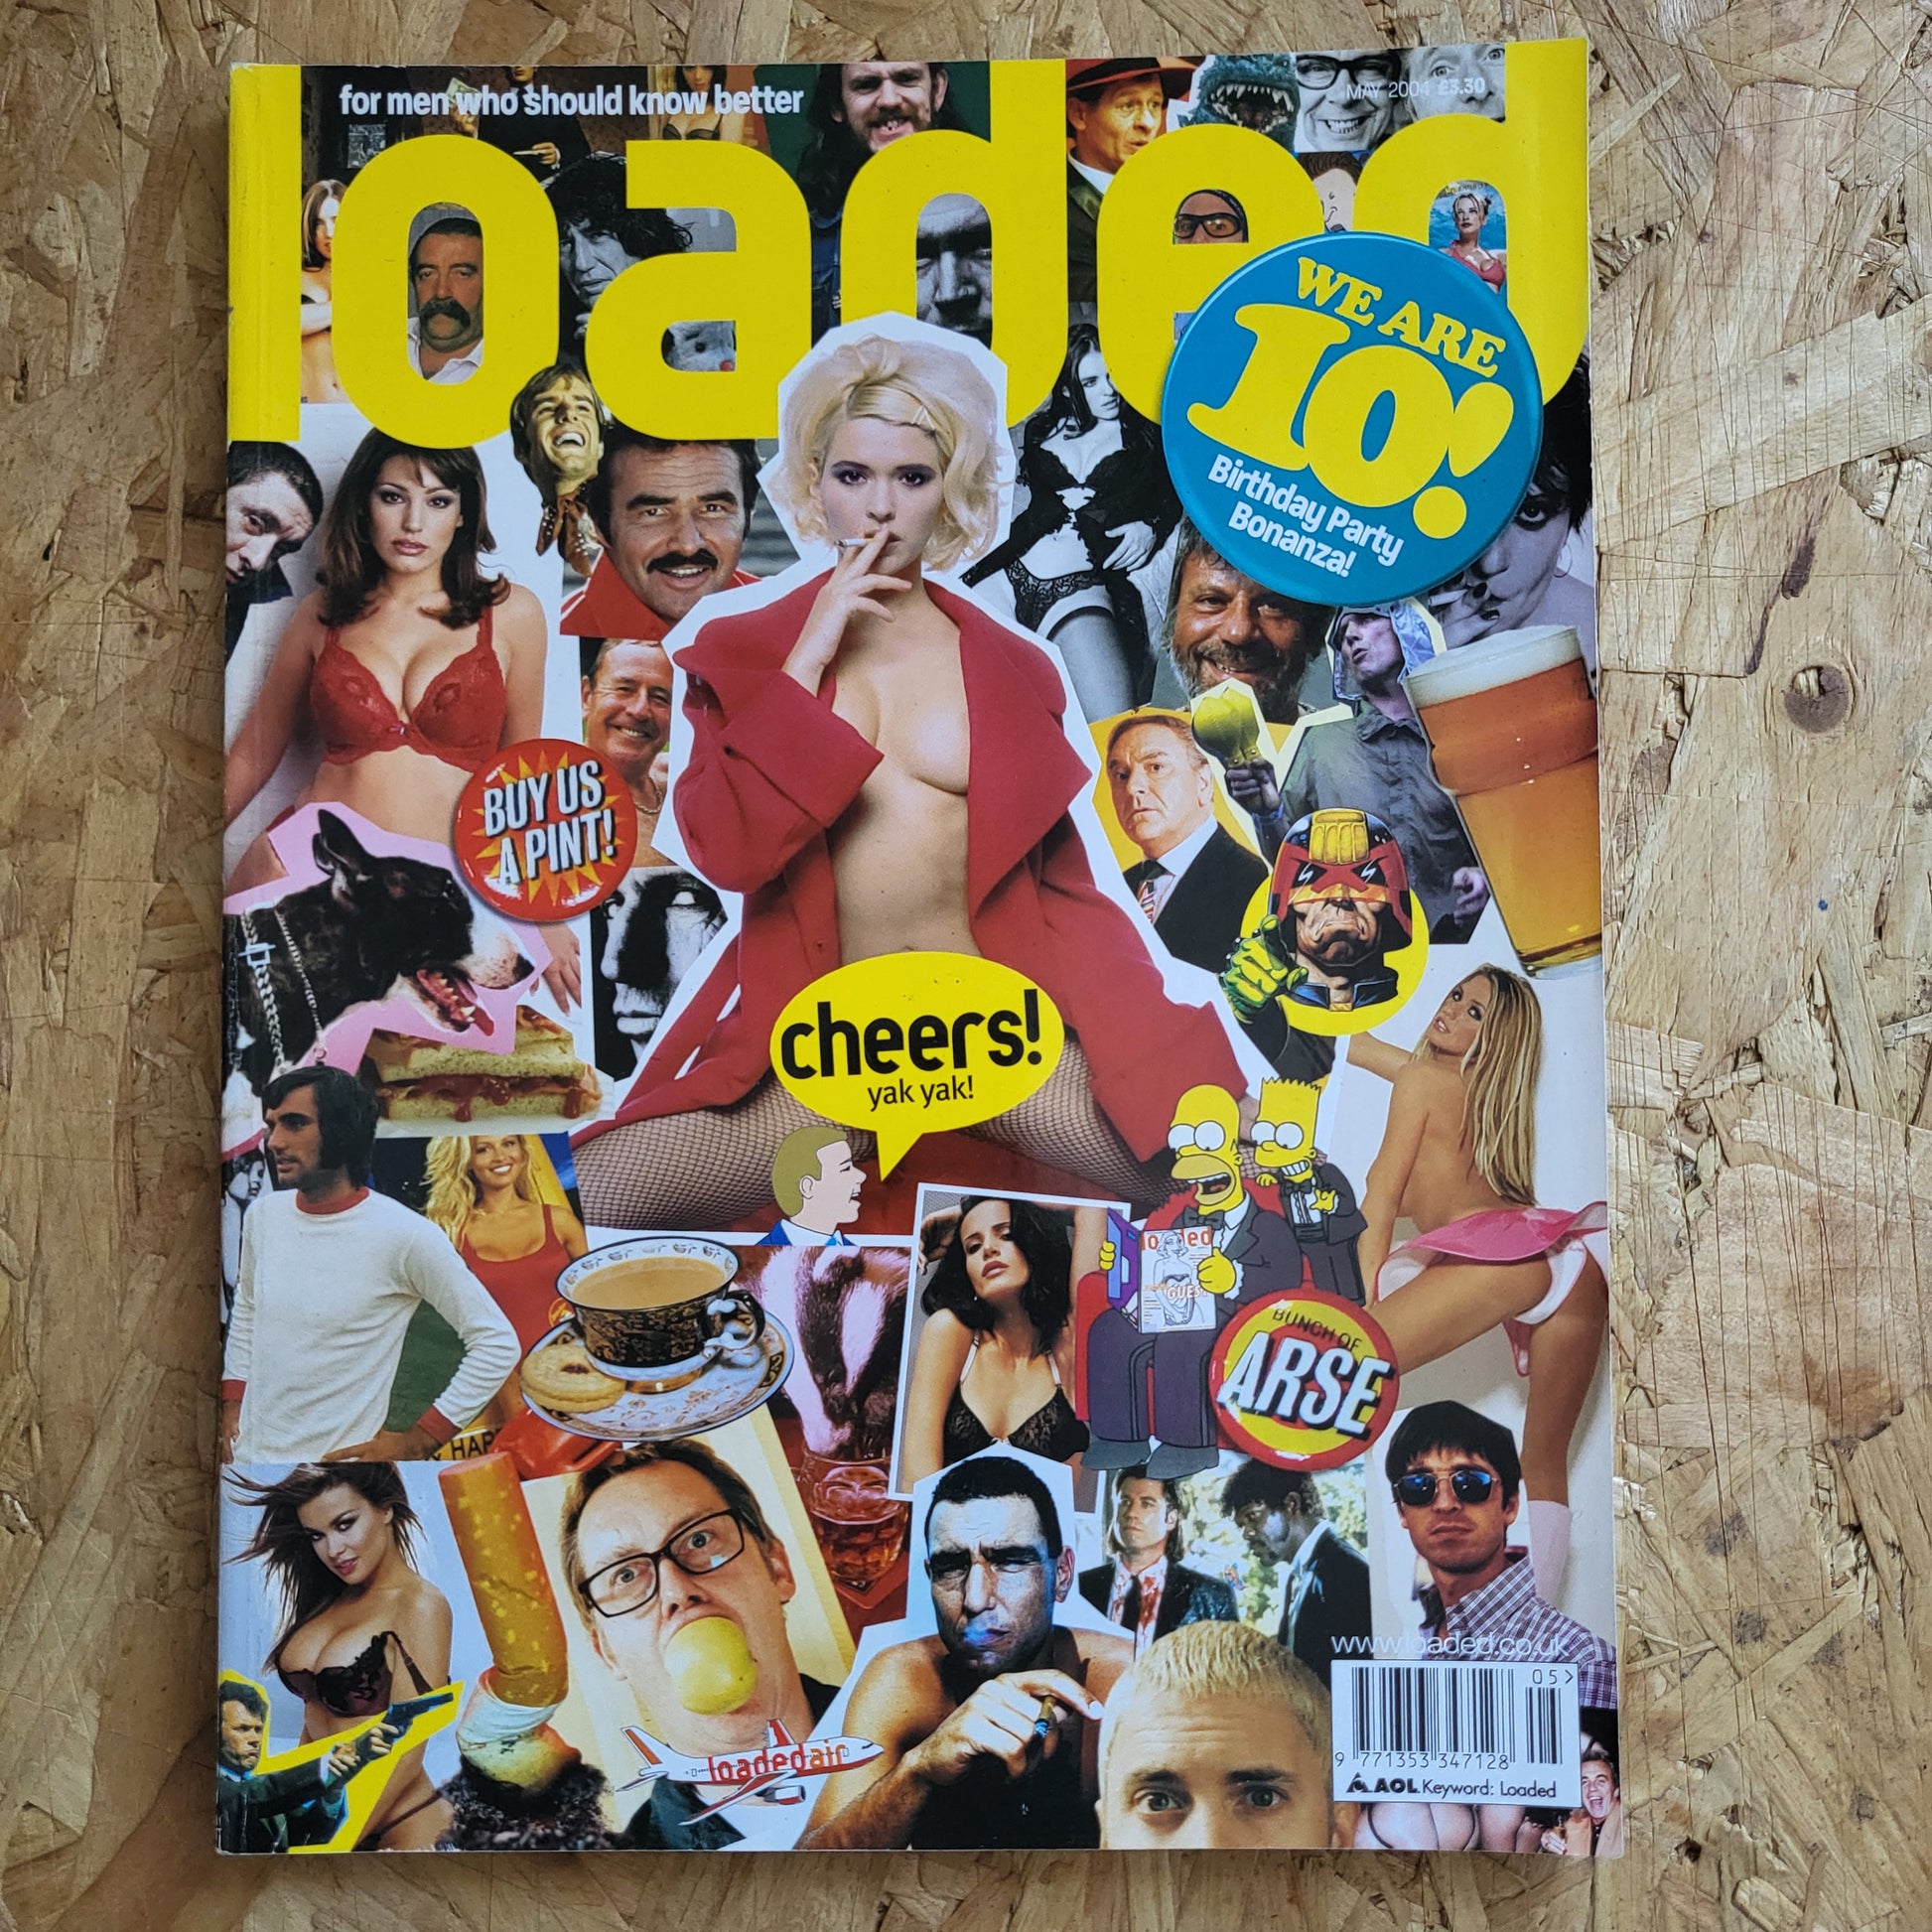 for men who should know better
MAY 2004 £3.30
loaded
WE ARE
10!
Birthday Party
Bonanza!
BUY US
A PINT!
cheers!
yak yak!
loaded
BUNCH OF
ARSE
loadedair
www.loaded.co.uk
05>
9 771353 347128
AOL Keyword: Loaded